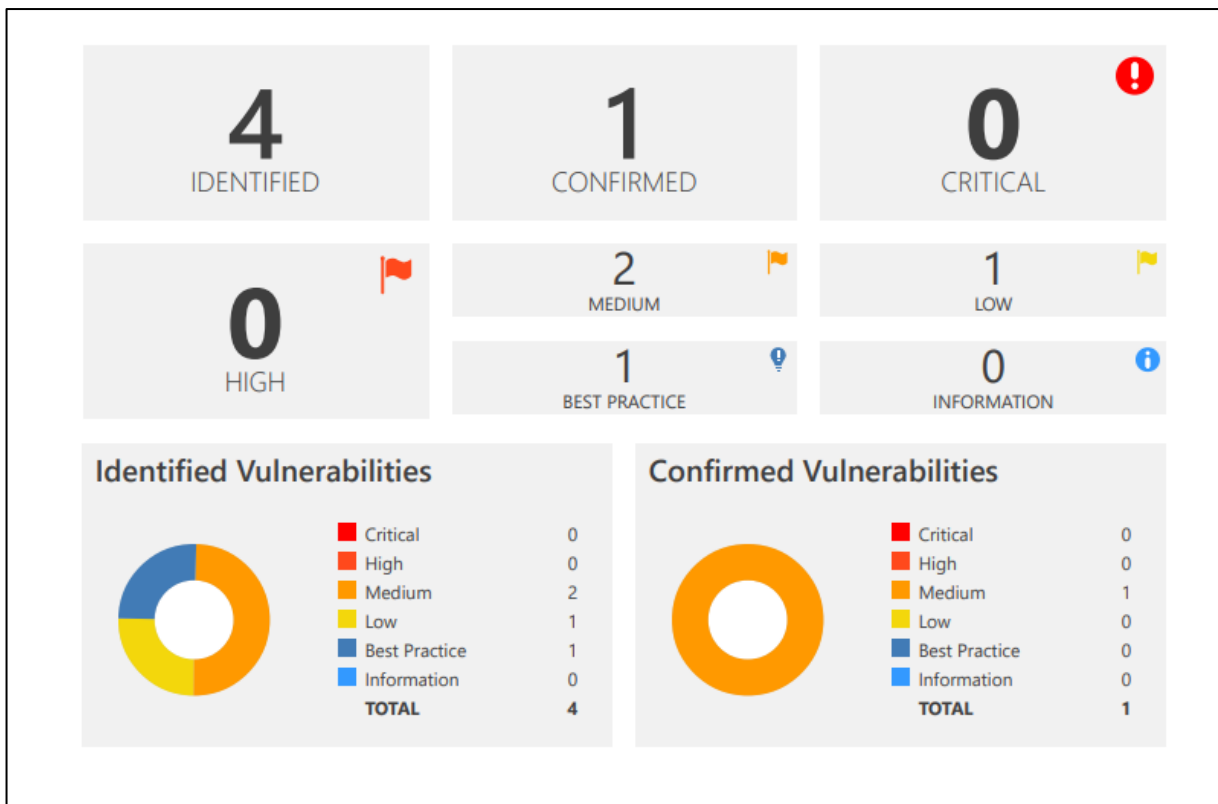 4
IDENTIFIED
1
CONFIRMED
0
CRITICAL
0
HIGH
2
MEDIUM
1
LOW
1
BEST PRACTICE
0
INFORMATION
Identified Vulnerabilities
Critical 0
High 0
Medium 2
Low 1
Best Practice 1
Information 0
TOTAL 4
Confirmed Vulnerabilities
Critical 0
High 0
Medium 1
Low 0
Best Practice 0
Information 0
TOTAL 1